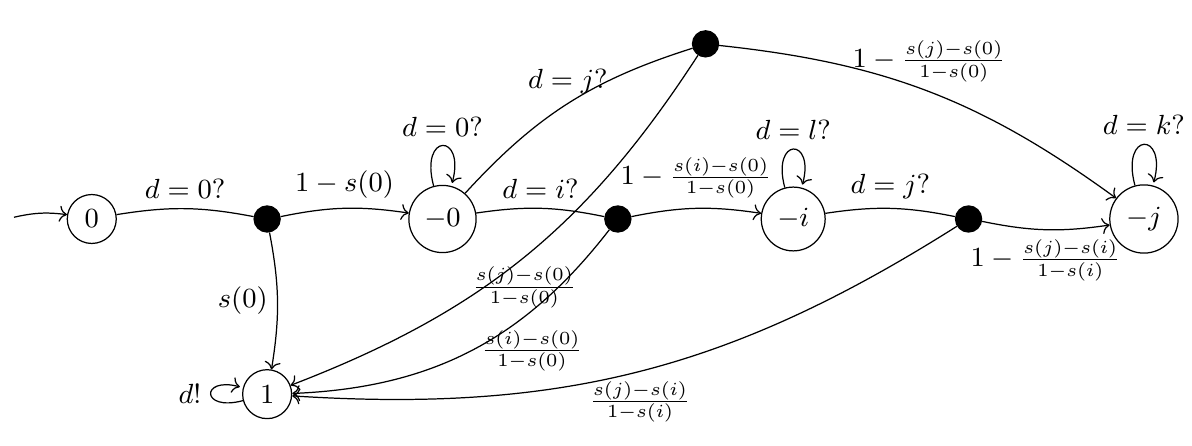 d = j?
1 − \frac{s(j)−s(0)}{1−s(0)}
d = 0?
d = l?
d = k?
d = 0?
1 − s(0)
d = i?
1 − \frac{s(i)−s(0)}{1−s(0)}
d = j?
0
−0
−i
−j
1 − \frac{s(j)−s(i)}{1−s(i)}
s(0)
\frac{s(j)−s(0)}{1−s(0)}
\frac{s(i)−s(0)}{1−s(0)}
d!
1
\frac{s(j)−s(i)}{1−s(i)}